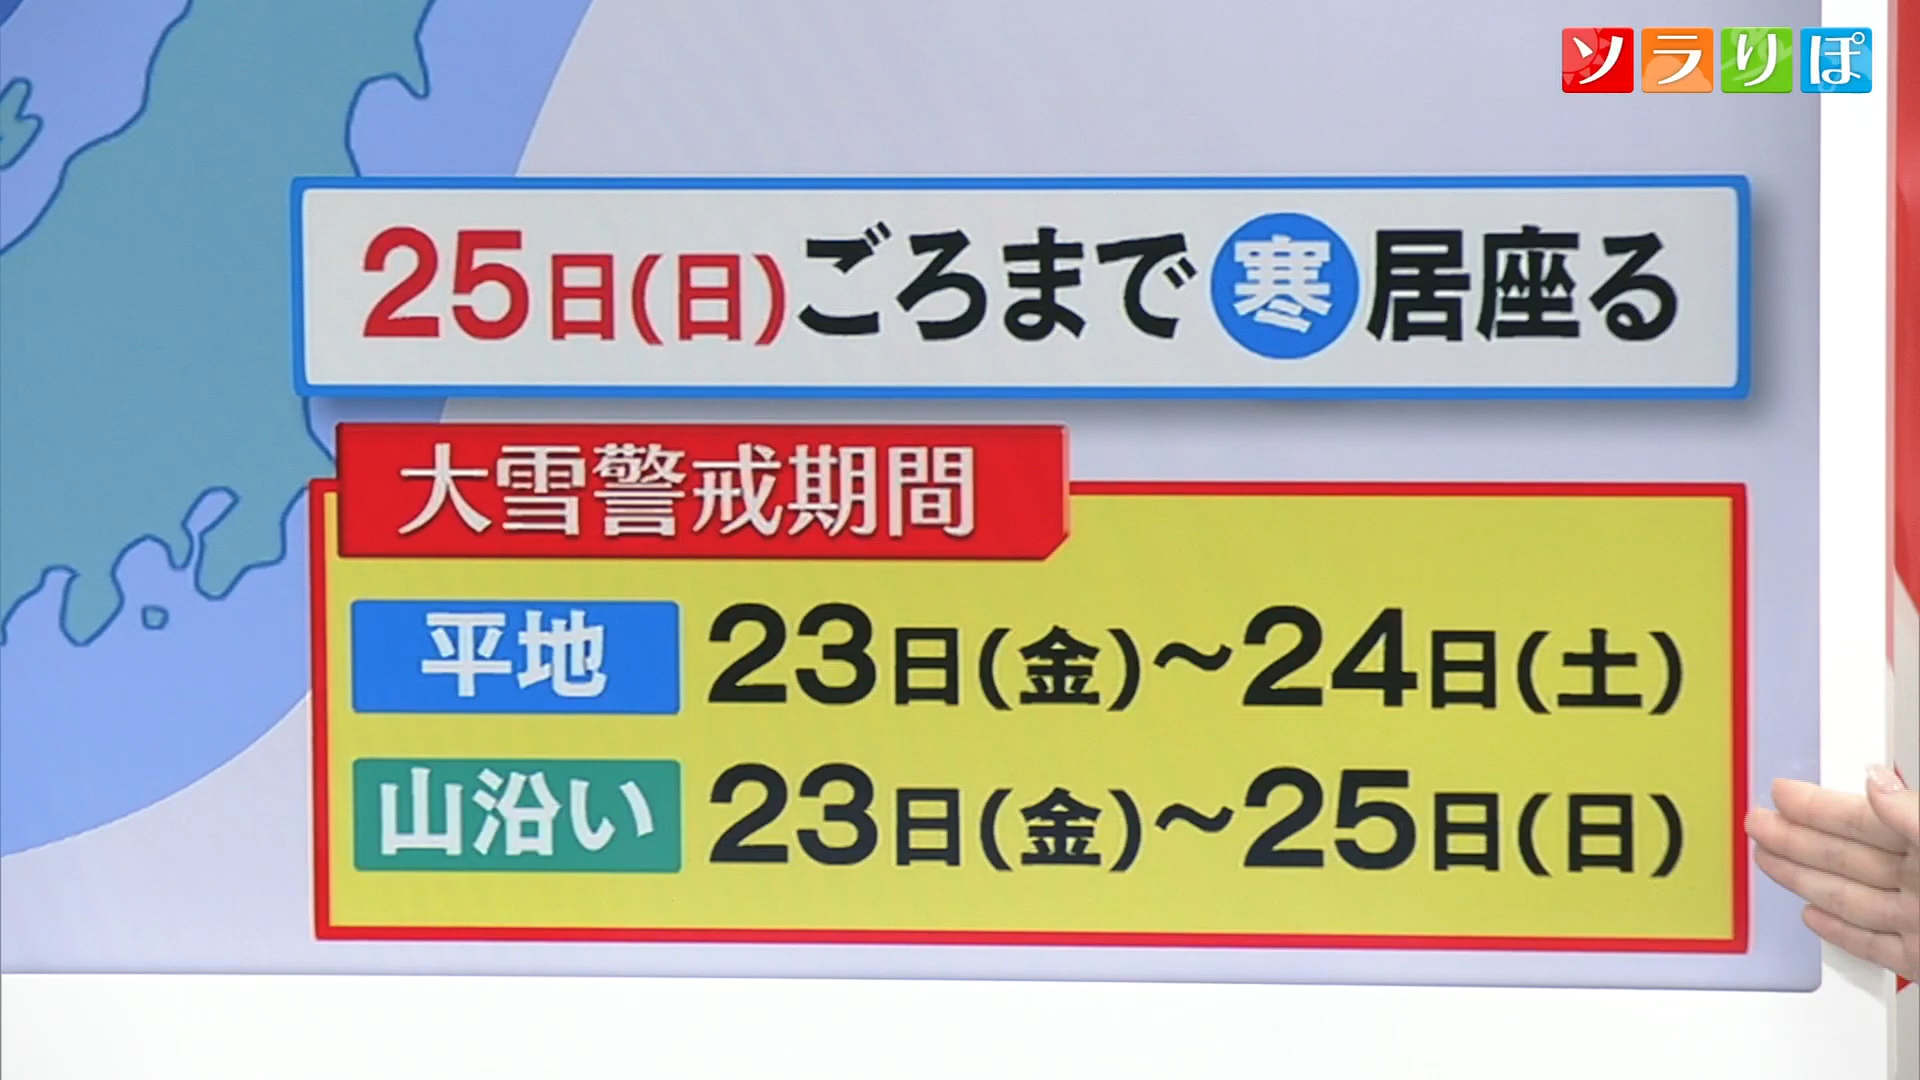 ソラりぽ
25日(日)ごろまで寒居座る
大雪警戒期間
平地 23日(金)~24日(土)
山沿い 23日(金)~25日(日)